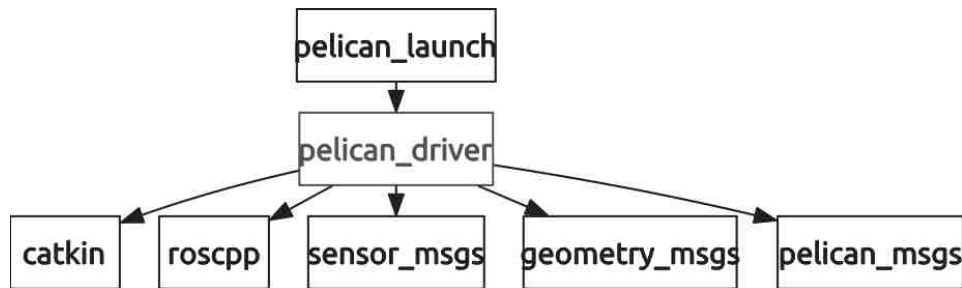 pelican_launch
pelican_driver
catkin
roscpp
sensor_msgs
geometry_msgs
pelican_msgs